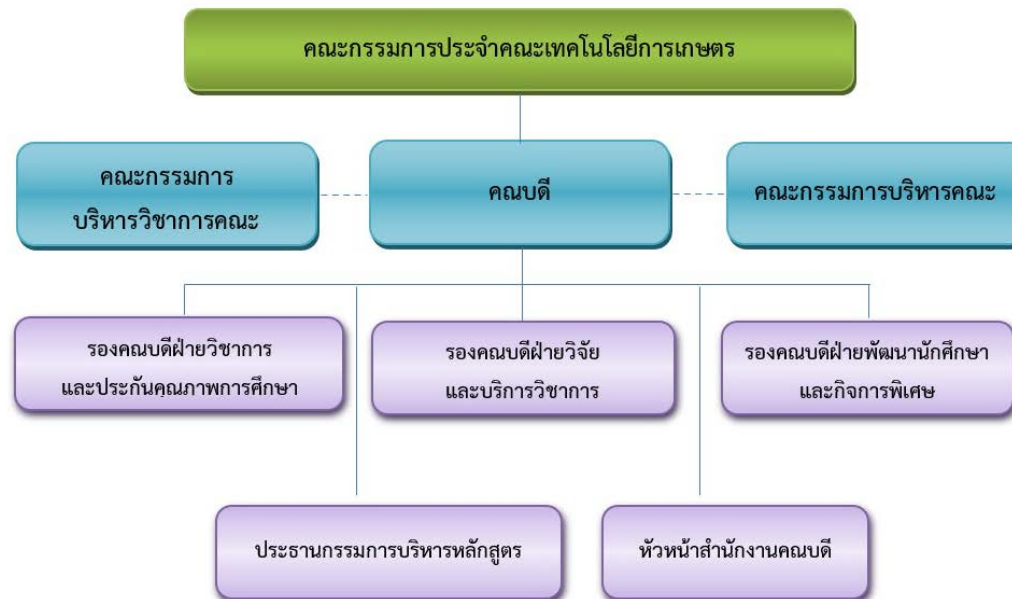 คณะกรรมการประจำคณะเทคโนโลยีการเกษตร
คณะกรรมการ
บริหารวิชาการคณะ
คณบดี
คณะกรรมการบริหารคณะ
รองคณบดีฝ่ายวิชาการ
และประกันคุณภาพการศึกษา
รองคณบดีฝ่ายวิจัย
และบริการวิชาการ
รองคณบดีฝ่ายพัฒนานักศึกษา
และกิจการพิเศษ
ประธานกรรมการบริหารหลักสูตร
หัวหน้าสำนักงานคณบดี